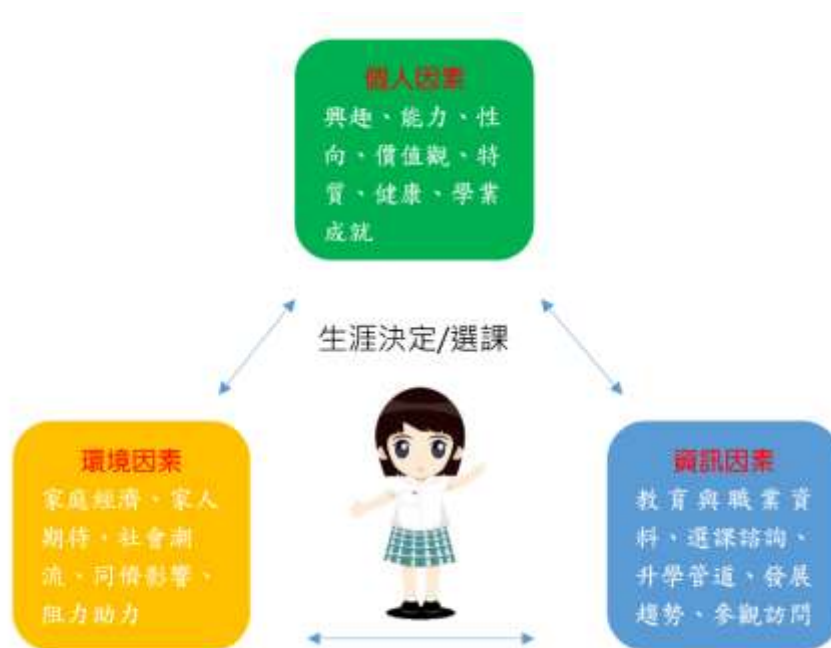 個人因素
興趣、能力、性
向、價值觀、特
質、健康、學業
成就
生涯決定/選課
環境因素
家庭經濟、家人
期待、社會潮
流、同儕影響、
阻力助力
資訊因素
教育與職業資
料、選課諮詢、
升學管道、發展
趨勢、參觀訪問